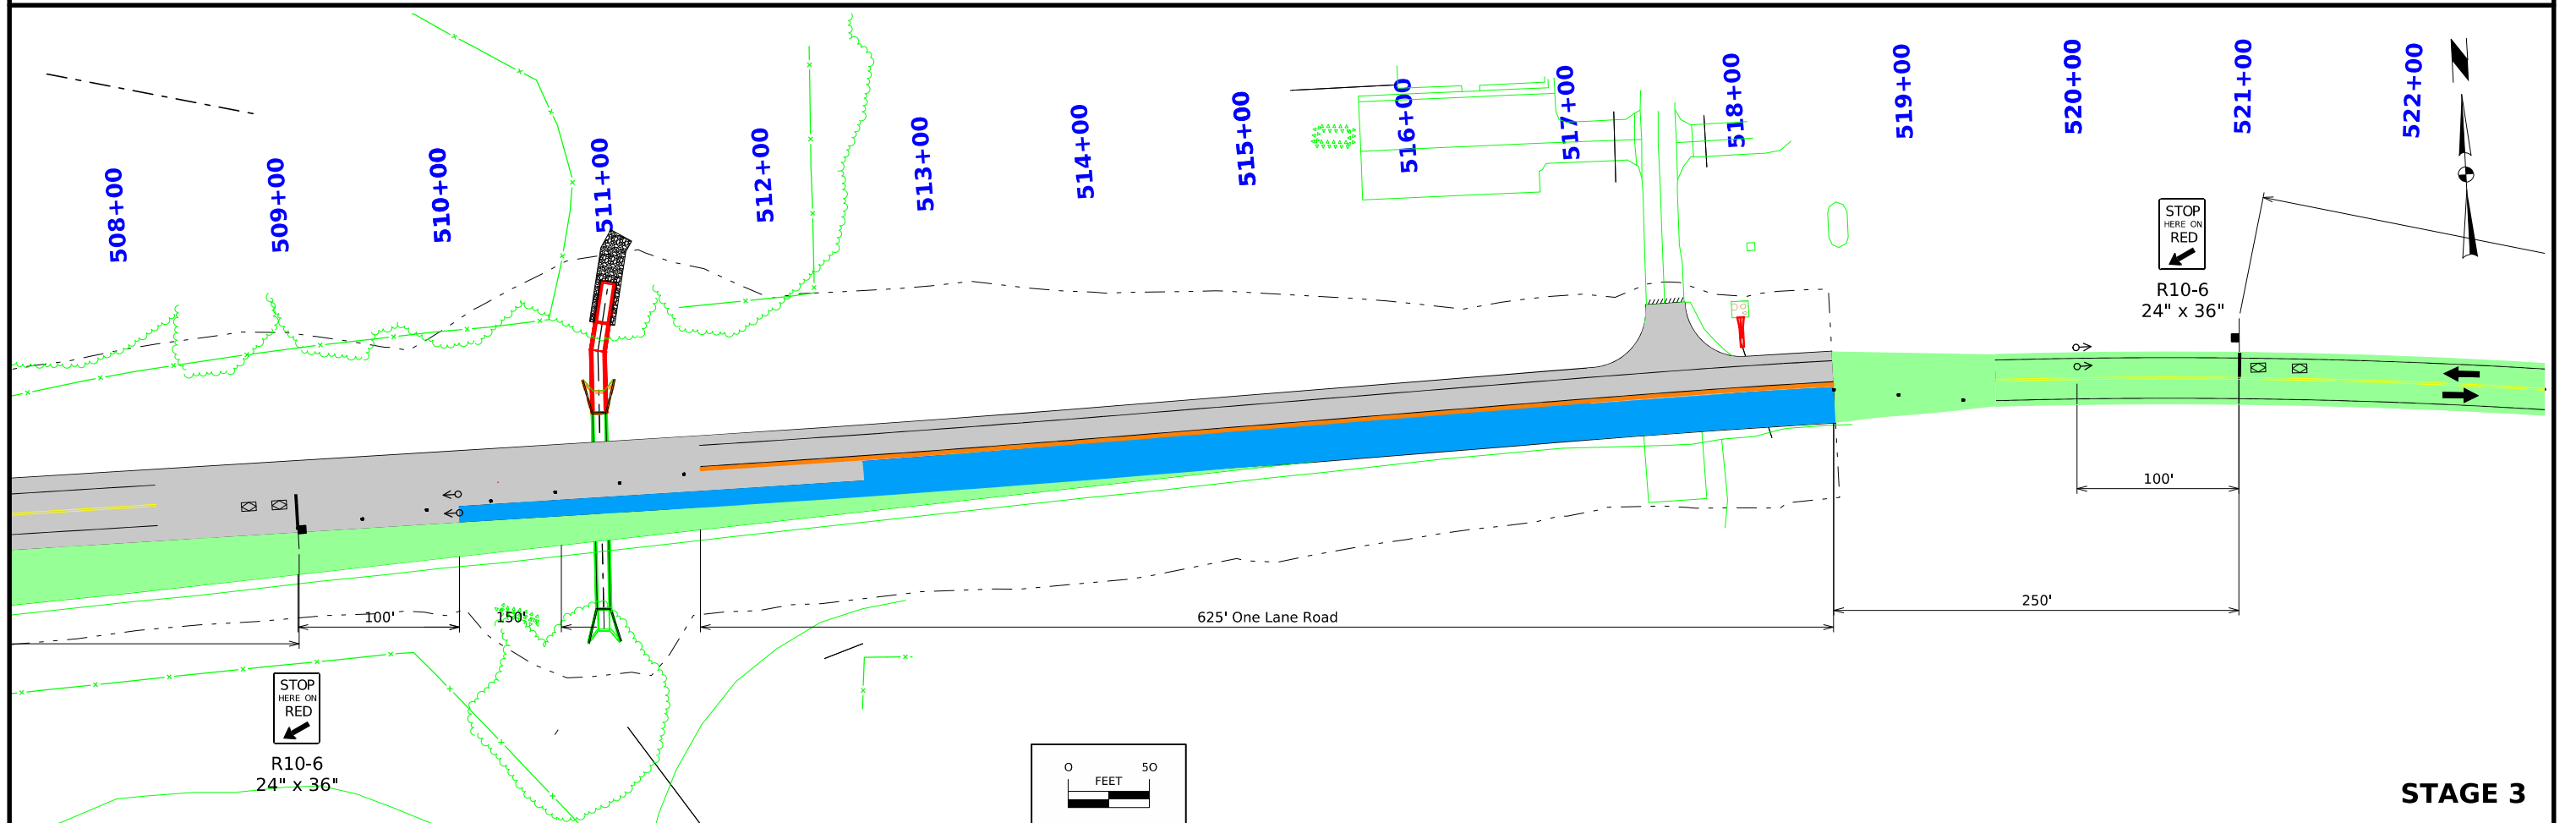 508+00
509+00
510+00
511+00
512+00
513+00
514+00
515+00
516+00
517+00
518+00
519+00
520+00
521+00
522+00
N
STOP
HERE ON
RED
R10-6
24" x 36"
100'
250'
100'
150'
625' One Lane Road
STOP
HERE ON
RED
R10-6
24" x 36"
0 50
FEET
STAGE 3